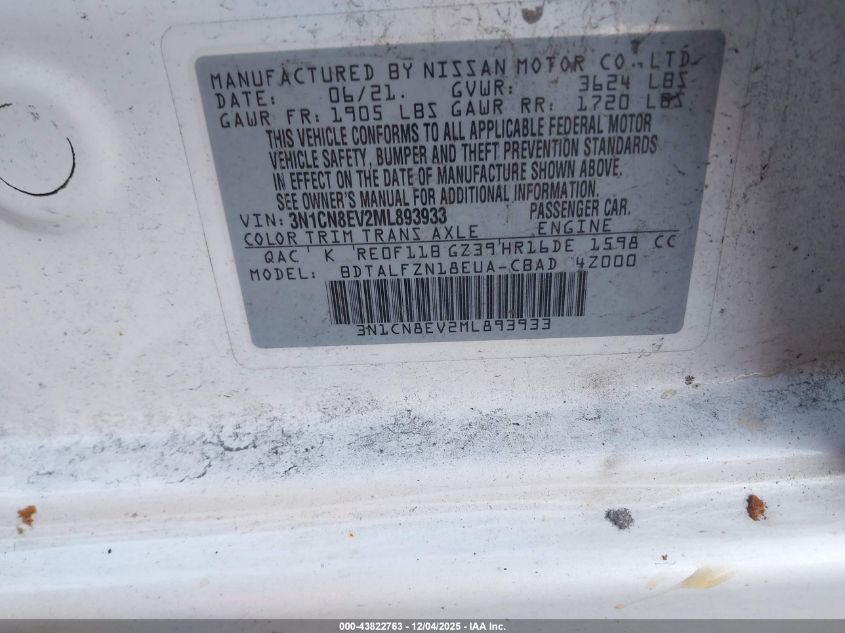 MANUFACTURED BY NISSAN MOTOR CO., LTD.
DATE: 06/21. GVWR: 3624 LBS
GAWR FR: 1905 LBS GAWR RR: 1720 LBS
THIS VEHICLE CONFORMS TO ALL APPLICABLE FEDERAL MOTOR
VEHICLE SAFETY, BUMPER AND THEFT PREVENTION STANDARDS
IN EFFECT ON THE DATE OF MANUFACTURE SHOWN ABOVE.
SEE OWNER'S MANUAL FOR ADDITIONAL INFORMATION.
VIN: 3N1CN8EV2ML893933 PASSENGER CAR.
COLOR TRIM TRANS AXLE ENGINE
QAC K RE0F11B GZ39 HR16DE 1598 CC
MODEL: BDTALFZN18EUA-CBAD 4Z000
3N1CN8EV2ML893933
000-43822763 - 12/04/2025 - IAA Inc.